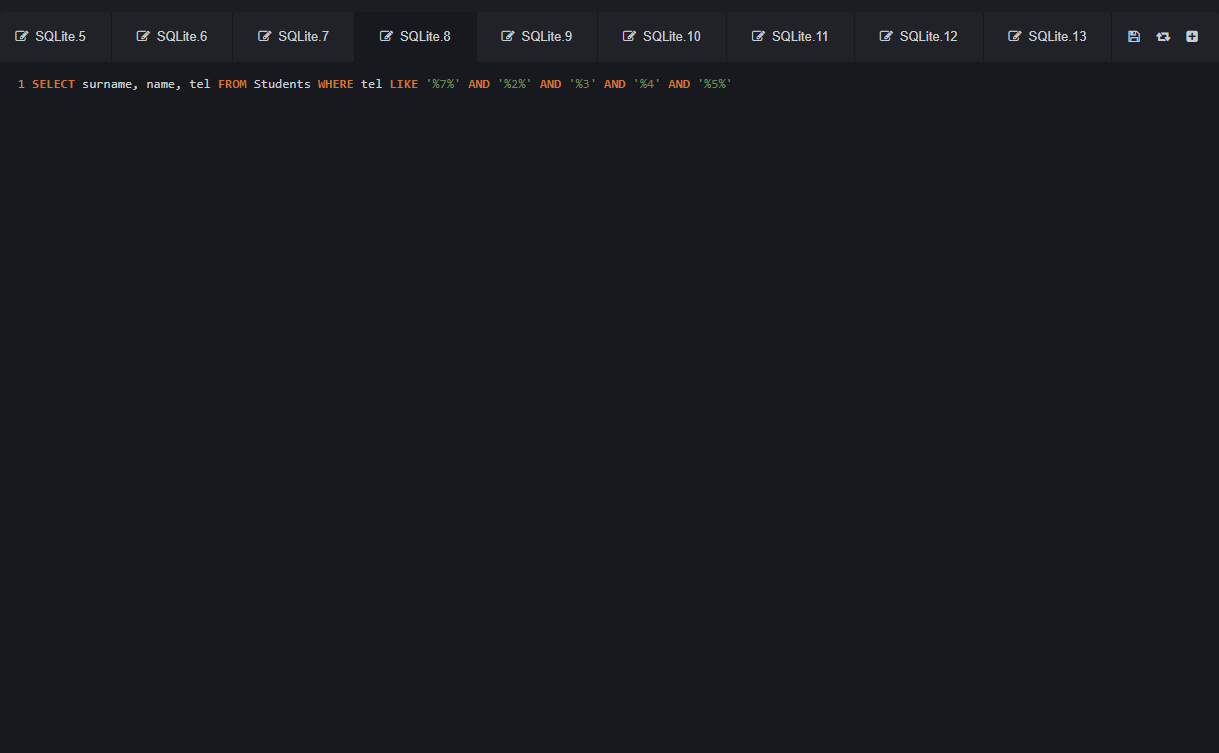 SQLite.5 SQLite.6 SQLite.7 SQLite.8 SQLite.9 SQLite.10 SQLite.11 SQLite.12 SQLite.13
1 SELECT surname, name, tel FROM Students WHERE tel LIKE '%7%' AND '%2%' AND '%3' AND '%4' AND '%5%'